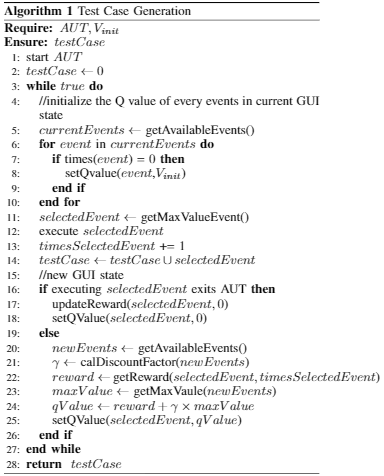 Algorithm 1 Test Case Generation
Require: AUT, V_init
Ensure: testCase
1: start AUT
2: testCase ← 0
3: while true do
4: //initialize the Q value of every events in current GUI
state
5: currentEvents ← getAvailableEvents()
6: for event in currentEvents do
7: if times(event) = 0 then
8: setQvalue(event,V_init)
9: end if
10: end for
11: selectedEvent ← getMaxValueEvent()
12: execute selectedEvent
13: timesSelectedEvent += 1
14: testCase ← testCase ∪ selectedEvent
15: //new GUI state
16: if executing selectedEvent exits AUT then
17: updateReward(selectedEvent, 0)
18: setQValue(selectedEvent, 0)
19: else
20: newEvents ← getAvailableEvents()
21: γ ← calDiscountFactor(newEvents)
22: reward ← getReward(selectedEvent, timesSelectedEvent)
23: maxValue ← getMaxVaule(newEvents)
24: qValue ← reward + γ × maxValue
25: setQValue(selectedEvent, qValue)
26: end if
27: end while
28: return testCase